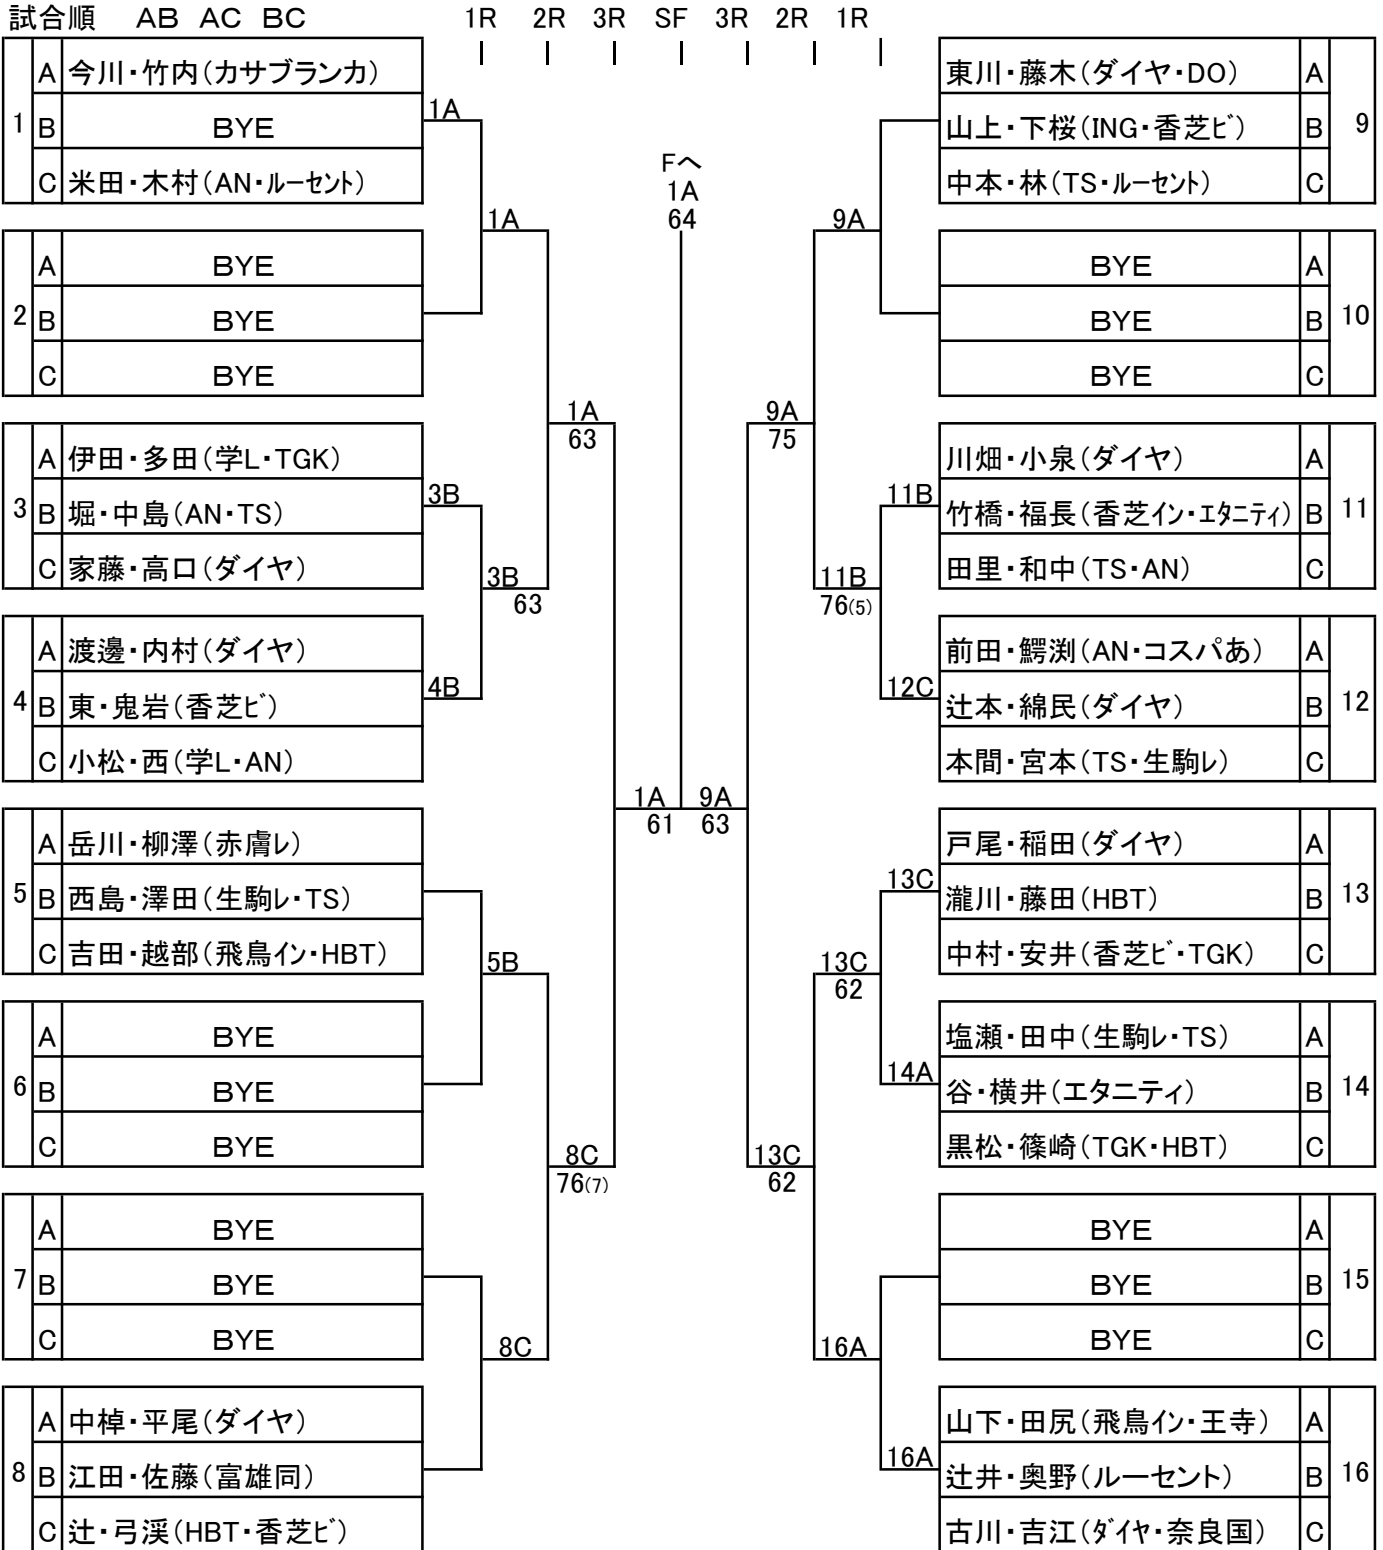 試合順 AB AC BC 1R 2R 3R SF 3R 2R 1R
1
A 今川・竹内(カサブランカ)
B BYE
C 米田・木村(AN・ルーセント)
2
A BYE
B BYE
C BYE
3
A 伊田・多田(学L・TGK)
B 堀・中島(AN・TS)
C 家藤・高口(ダイヤ)
4
A 渡邊・内村(ダイヤ)
B 東・鬼岩(香芝ビ)
C 小松・西(学L・AN)
5
A 岳川・柳澤(赤膚レ)
B 西島・澤田(生駒レ・TS)
C 吉田・越部(飛鳥イン・HBT)
6
A BYE
B BYE
C BYE
7
A BYE
B BYE
C BYE
8
A 中棹・平尾(ダイヤ)
B 江田・佐藤(富雄同)
C 辻・弓渓(HBT・香芝ビ)
1A
3B
4B
1A
3B
63
5B
8C
1A
63
8C
76(7)
1A
61
Fへ
1A
64
9A
63
9A
75
13C
62
9A
11B
76(5)
13C
62
16A
11B
12C
13C
14A
16A
東川・藤木(ダイヤ・DO) A
山上・下桜(ING・香芝ビ) B
中本・林(TS・ルーセント) C
9
BYE A
BYE B
BYE C
10
川畑・小泉(ダイヤ) A
竹橋・福長(香芝イン・エタニティ) B
田里・和中(TS・AN) C
11
前田・鰐渕(AN・コスパあ) A
辻本・綿民(ダイヤ) B
本間・宮本(TS・生駒レ) C
12
戸尾・稲田(ダイヤ) A
瀧川・藤田(HBT) B
中村・安井(香芝ビ・TGK) C
13
塩瀬・田中(生駒レ・TS) A
谷・横井(エタニティ) B
黒松・篠崎(TGK・HBT) C
14
BYE A
BYE B
BYE C
15
山下・田尻(飛鳥イン・王寺) A
辻井・奥野(ルーセント) B
古川・吉江(ダイヤ・奈良国) C
16